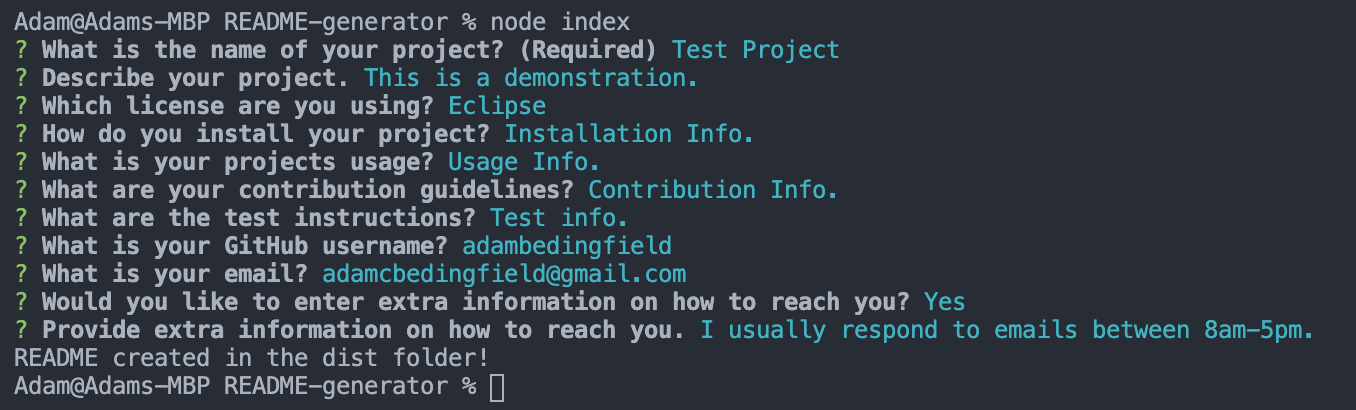 Adam@Adams-MBP README-generator % node index
? What is the name of your project? (Required) Test Project
? Describe your project. This is a demonstration.
? Which license are you using? Eclipse
? How do you install your project? Installation Info.
? What is your projects usage? Usage Info.
? What are your contribution guidelines? Contribution Info.
? What are the test instructions? Test info.
? What is your GitHub username? adambedingfield
? What is your email? adamcbedingfield@gmail.com
? Would you like to enter extra information on how to reach you? Yes
? Provide extra information on how to reach you. I usually respond to emails between 8am-5pm.
README created in the dist folder!
Adam@Adams-MBP README-generator %